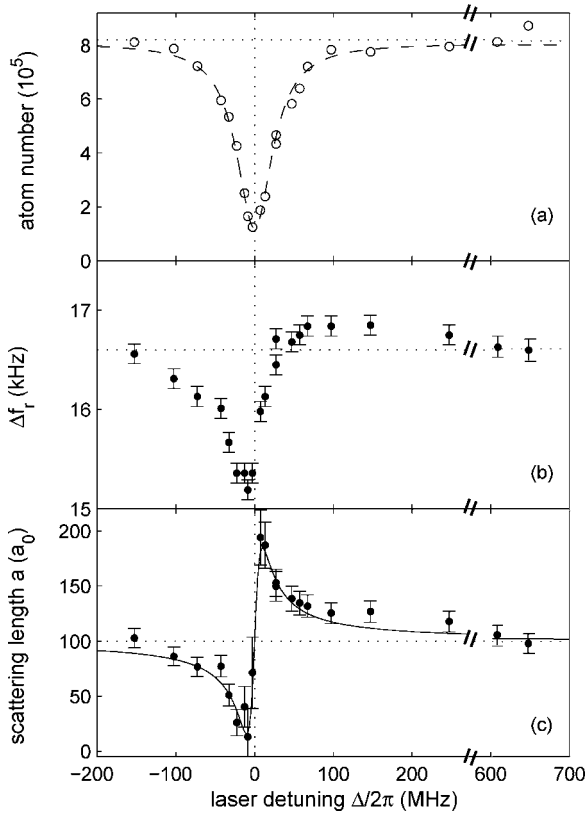 atom number (10⁵)
8
6
4
2
0
(a)
Δfᵣ (kHz)
17
16
15
(b)
scattering length a (a₀)
200
150
100
50
0
(c)
−200 −100 0 100 200 600 700
laser detuning Δ/2π (MHz)